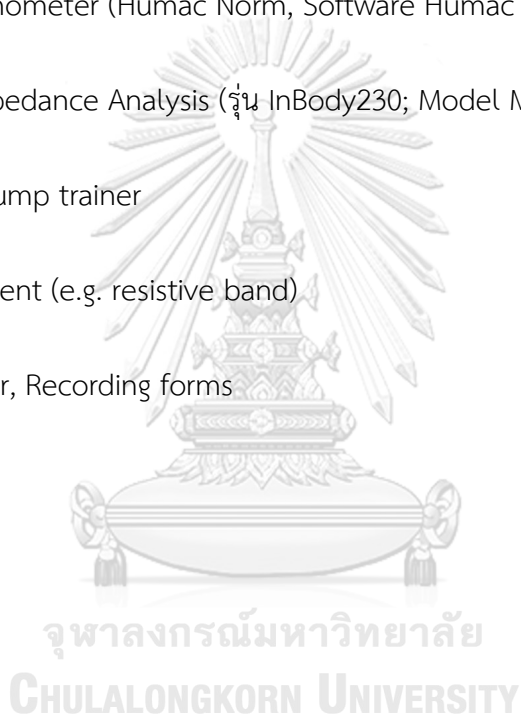 nometer (Humac Norm, Software Humac
pedance Analysis (รุ่น InBody230; Model M
ump trainer
ent (e.g. resistive band)
r, Recording forms
จุฬาลงกรณ์มหาวิทยาลัย
CHULALONGKORN UNIVERSITY